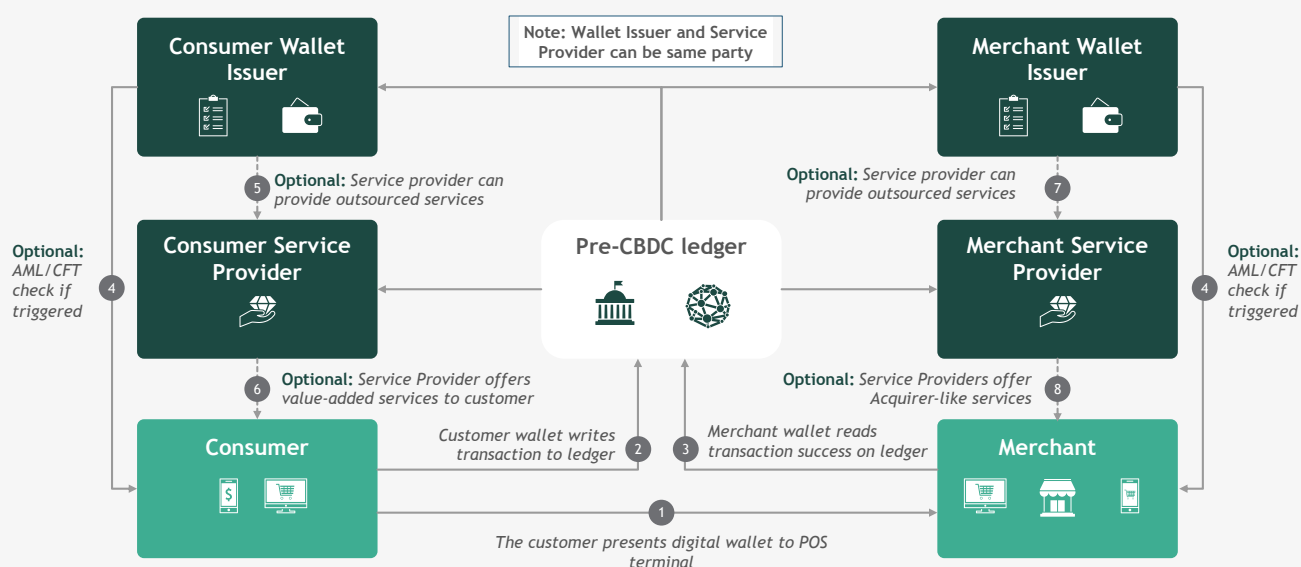 Consumer Wallet
Issuer
Note: Wallet Issuer and Service
Provider can be same party
Merchant Wallet
Issuer
5
Optional: Service provider can
provide outsourced services
Optional: Service provider can
provide outsourced services
7
Optional:
AML/CFT
check if
triggered
4
Consumer Service
Provider
Pre-CBDC ledger
Merchant Service
Provider
4
Optional:
AML/CFT
check if
triggered
6
Optional: Service Provider offers
value-added services to customer
Optional: Service Providers offer
Acquirer-like services
8
Consumer
$
Customer wallet writes
transaction to ledger
2
3
Merchant wallet reads
transaction success on ledger
Merchant
1
The customer presents digital wallet to POS
terminal